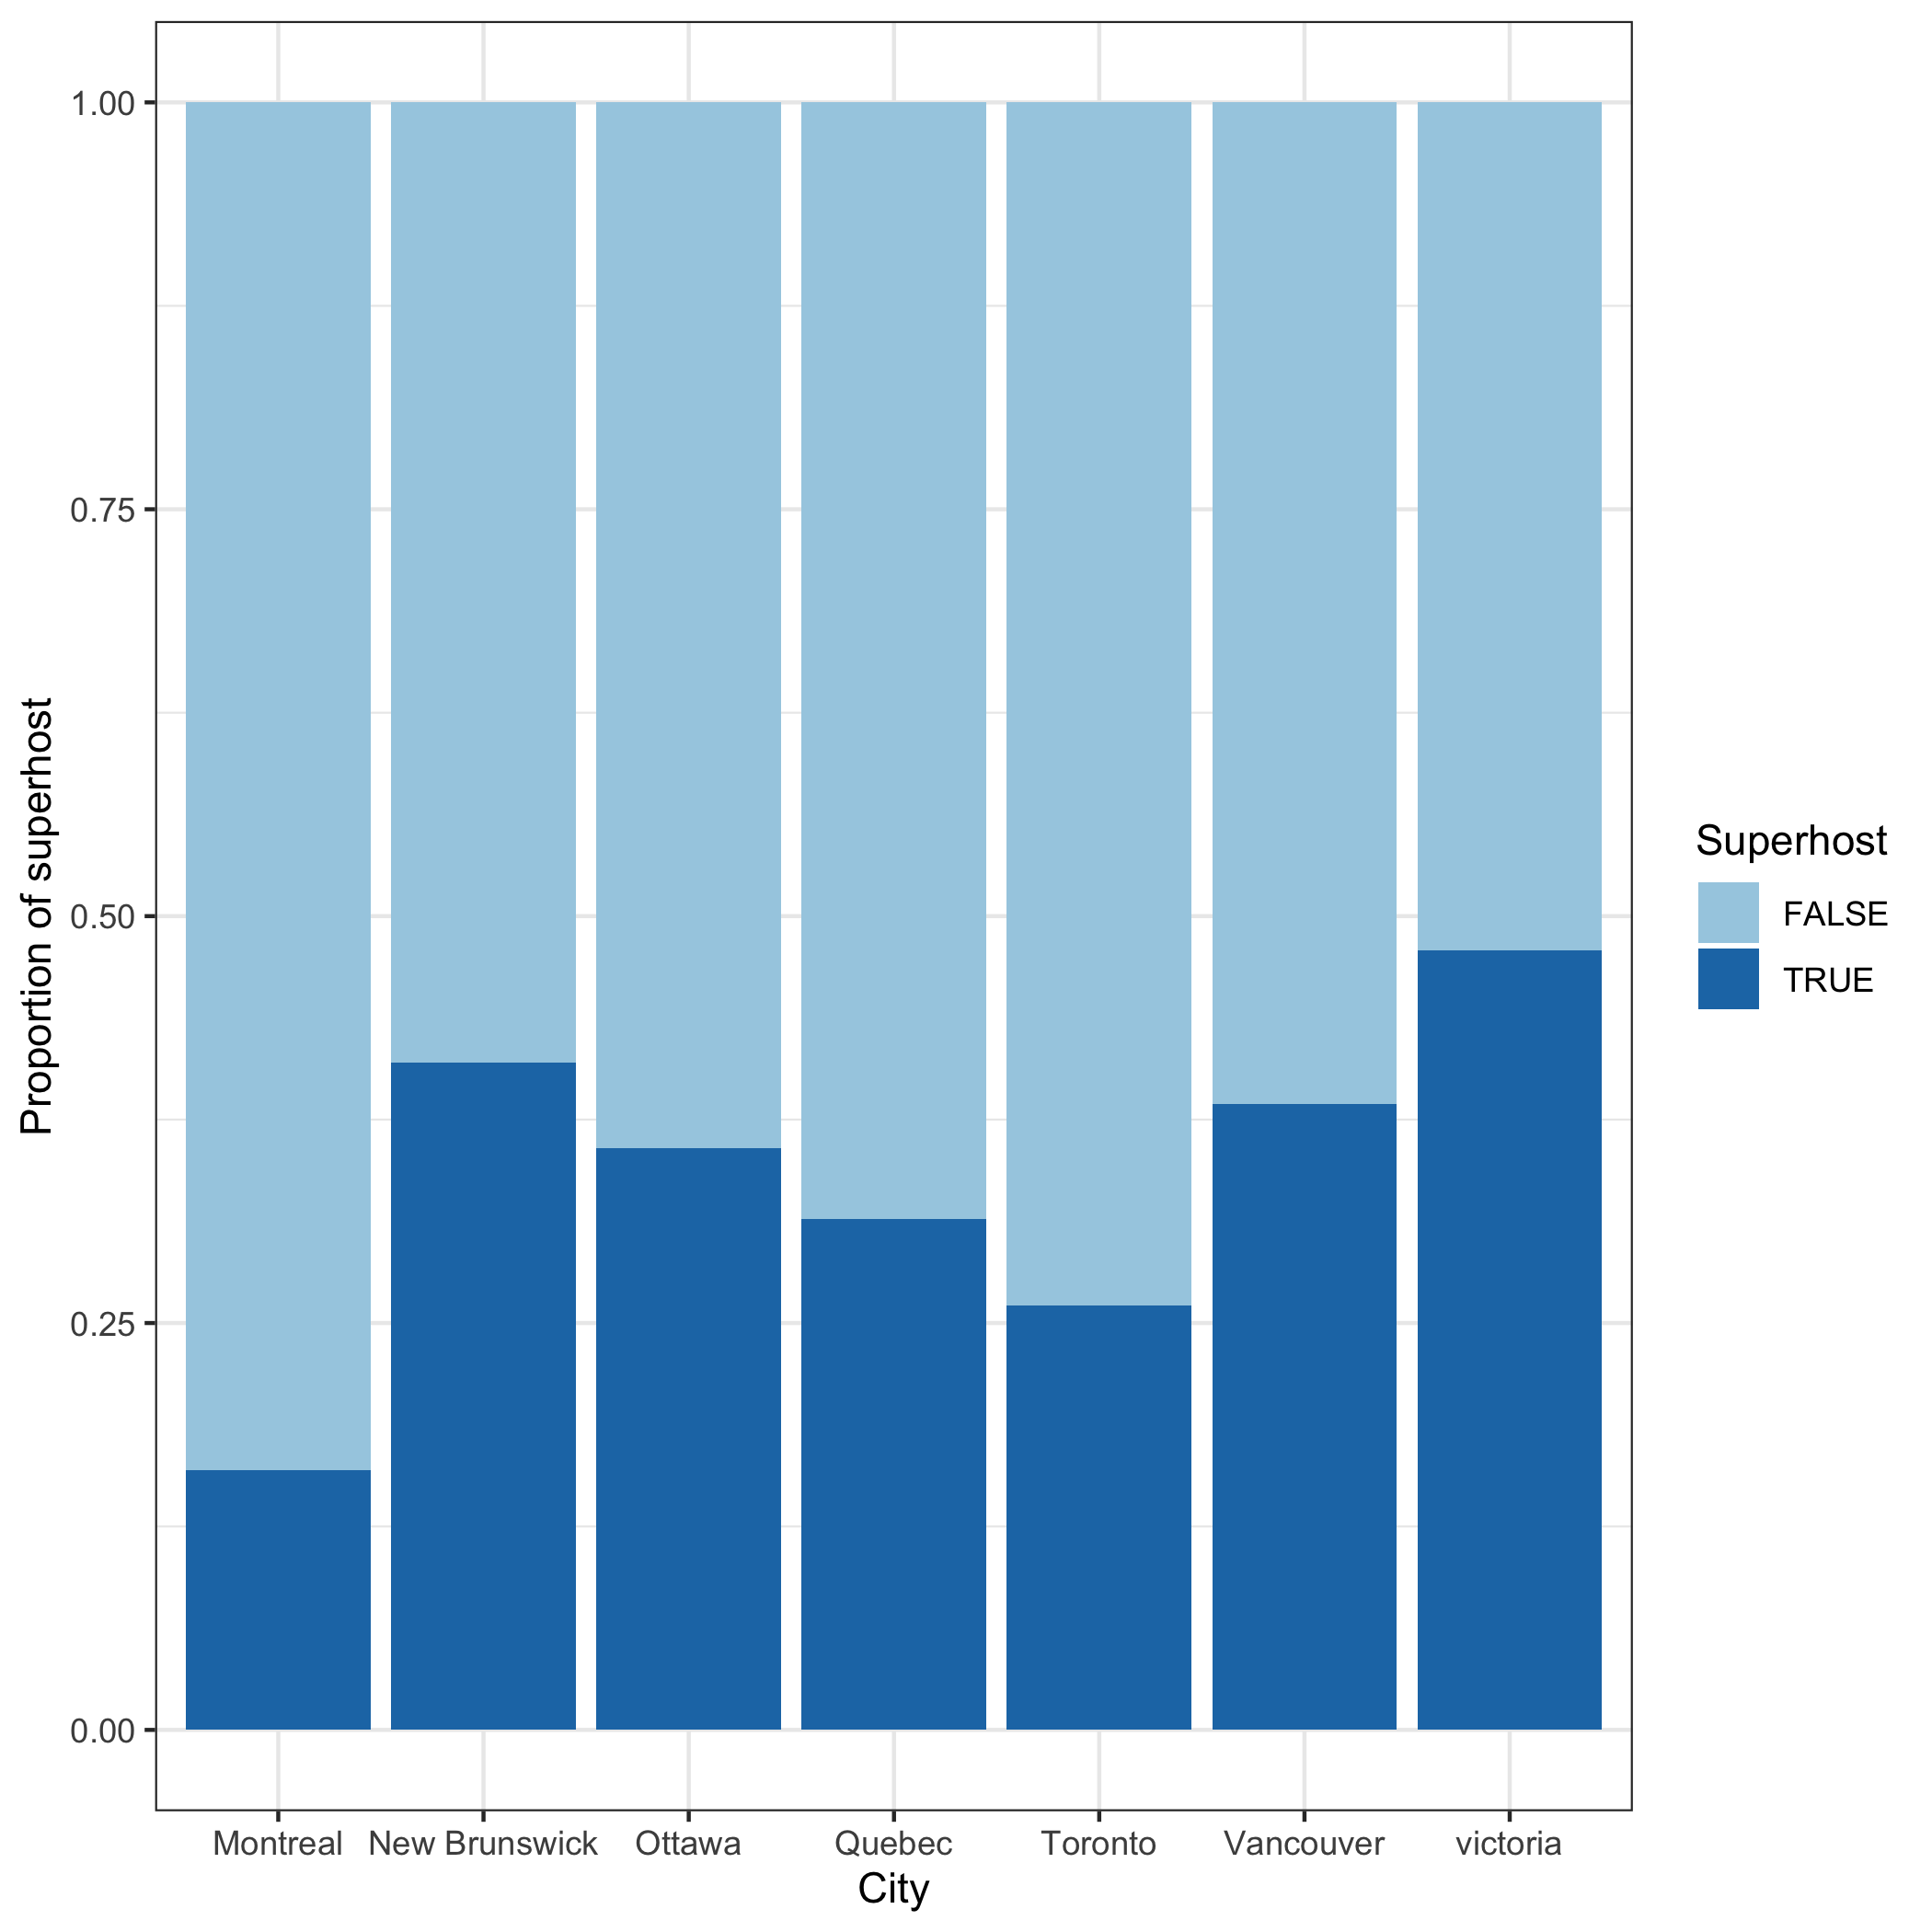 Proportion of superhost
1.00
0.75
0.50
0.25
0.00
Montreal
New Brunswick
Ottawa
Quebec
Toronto
Vancouver
victoria
City
Superhost
FALSE
TRUE